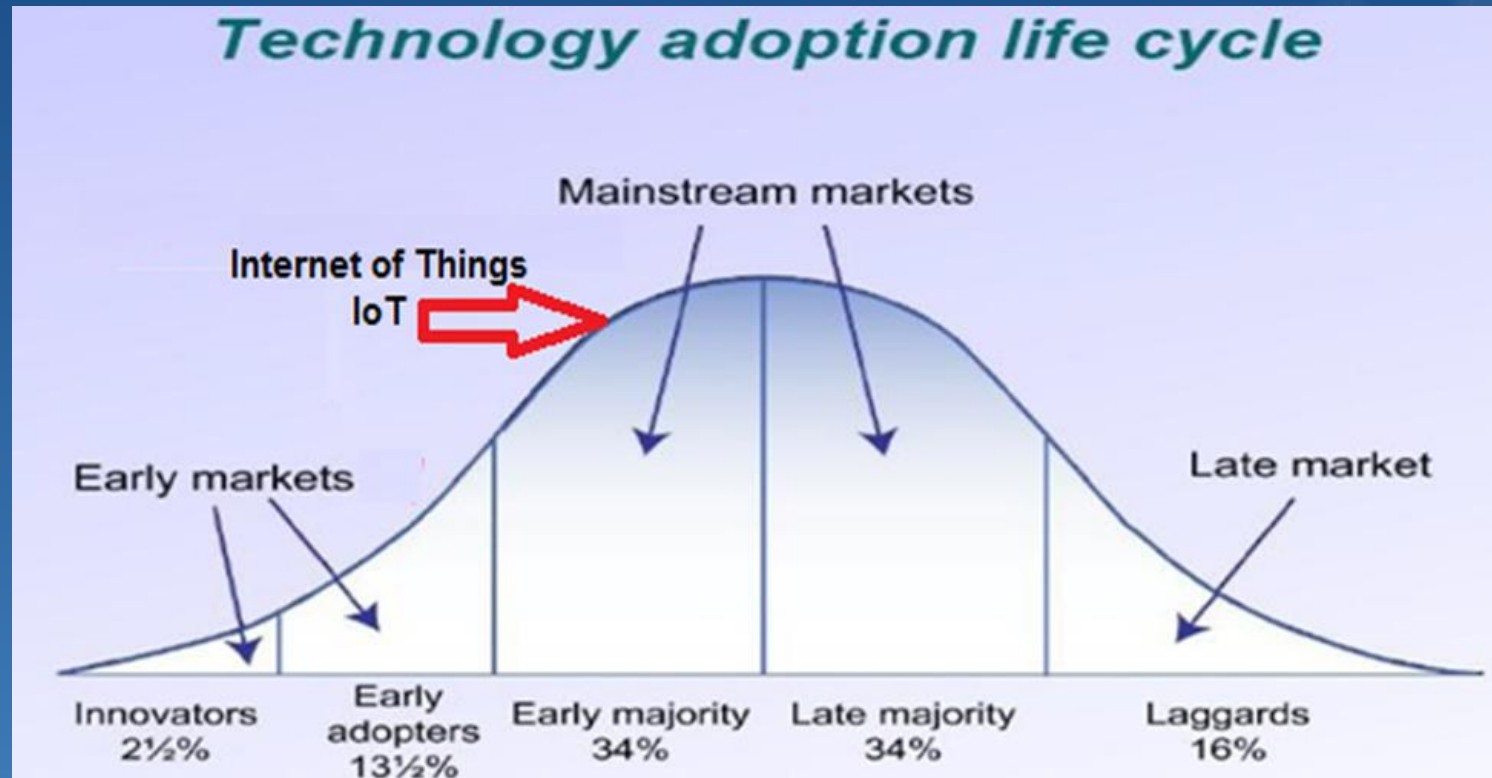 Technology adoption life cycle
Mainstream markets
Internet of Things
IoT
Early markets
Late market
Innovators
2½%
Early
adopters
13½%
Early majority
34%
Late majority
34%
Laggards
16%